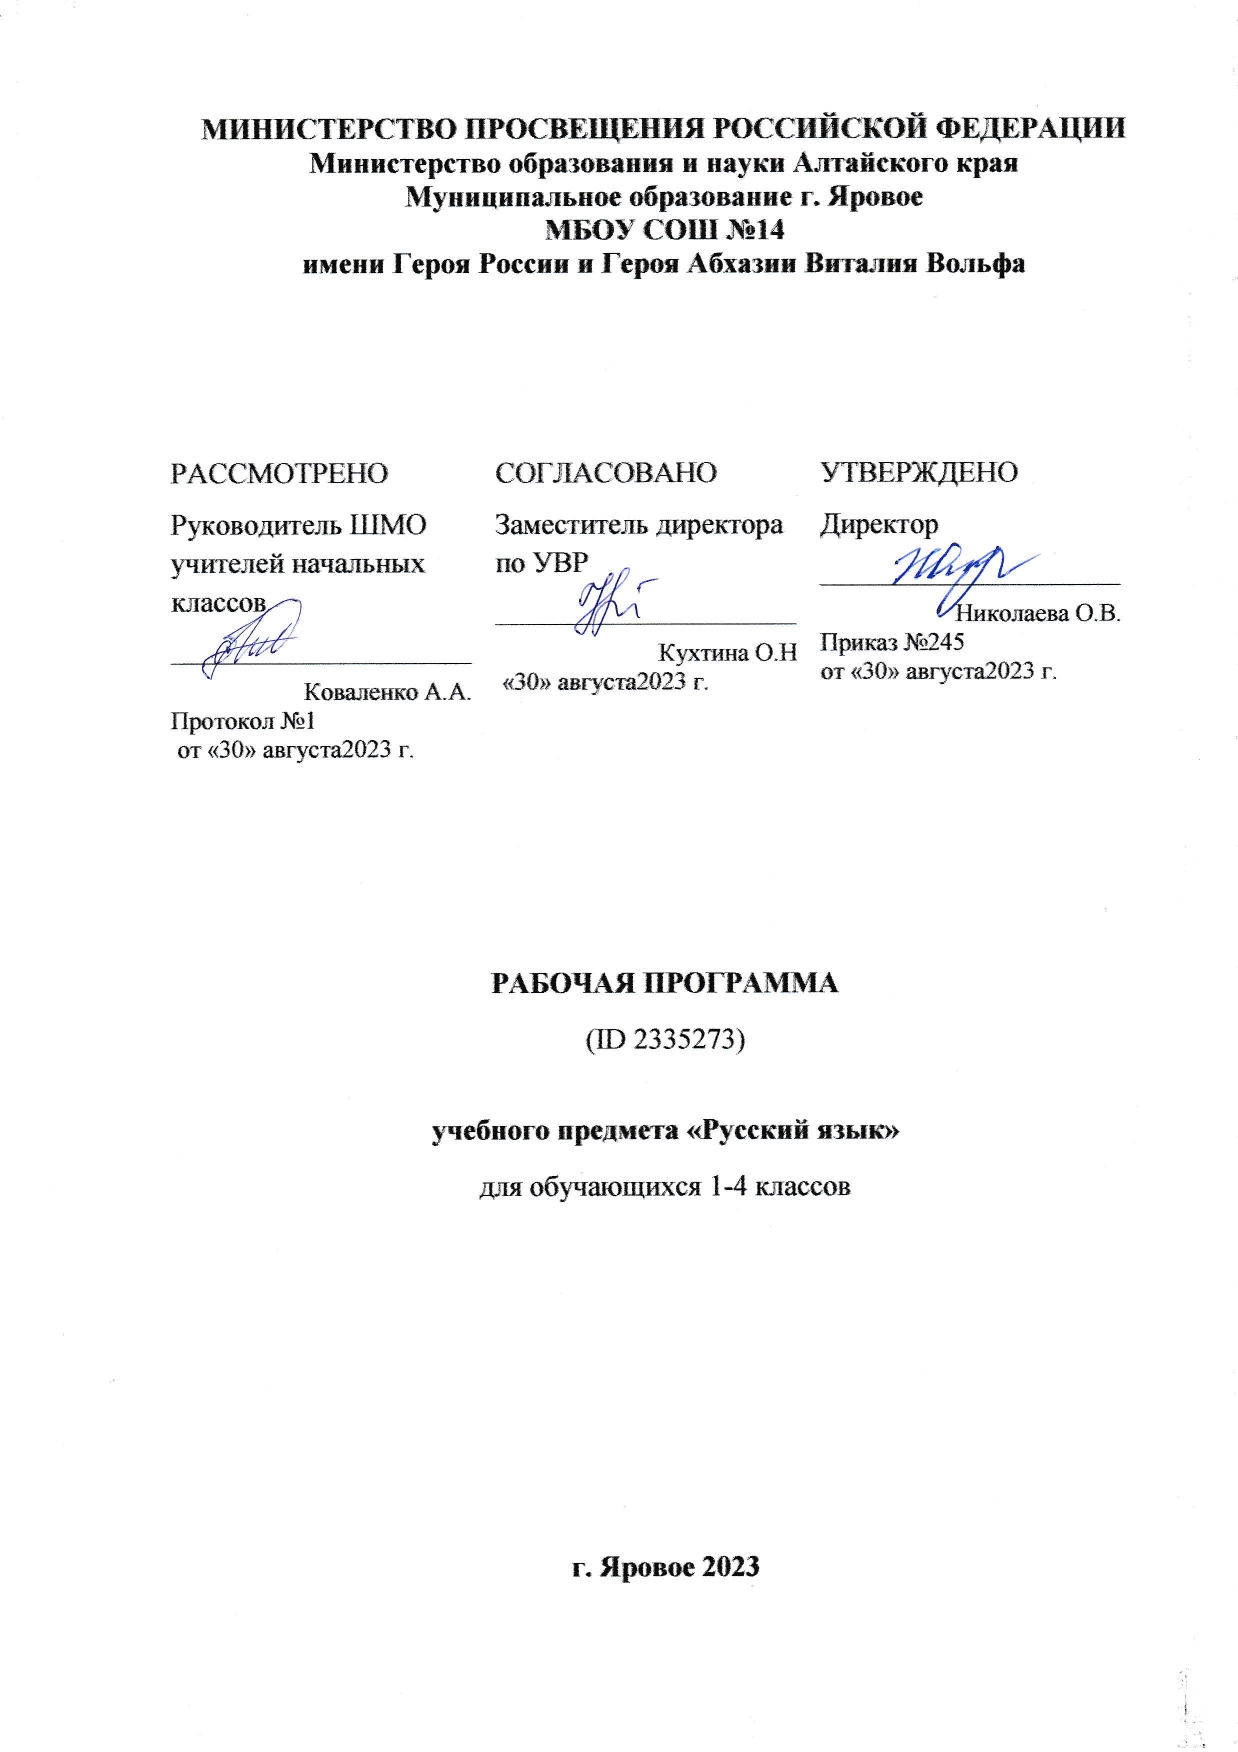 МИНИСТЕРСТВО ПРОСВЕЩЕНИЯ РОССИЙСКОЙ ФЕДЕРАЦИИ
Министерство образования и науки Алтайского края
Муниципальное образование г. Яровое
МБОУ СОШ №14
имени Героя России и Героя Абхазии Виталия Вольфа
РАССМОТРЕНО
Руководитель ШМО
учителей начальных
классов
Коваленко А.А.
Протокол №1
от «30» августа2023 г.
СОГЛАСОВАНО
Заместитель директора
по УВР
Кухтина О.Н
«30» августа2023 г.
УТВЕРЖДЕНО
Директор
Николаева О.В.
Приказ №245
от «30» августа2023 г.
РАБОЧАЯ ПРОГРАММА
(ID 2335273)
учебного предмета «Русский язык»
для обучающихся 1-4 классов
г. Яровое 2023